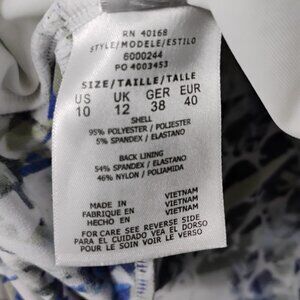 RN 40168
STYLE/MODELE/ESTILO
6000244
PO 4003453
SIZE/TAILLE/TALLE
US UK GER EUR
10 12 38 40
SHELL
95% POLYESTER / POLIESTER
5% SPANDEX / ELASTANO
BACK LINING
54% SPANDEX / ELASTANO
46% NYLON / POLIAMIDA
MADE IN VIETNAM
FABRIQUE EN VIETNAM
HECHO EN VIETNAM
FOR CARE SEE REVERSE SIDE
PARA EL CUIDADO VEA AL DORSO
POUR LE SOIN VOIR LE VERSO